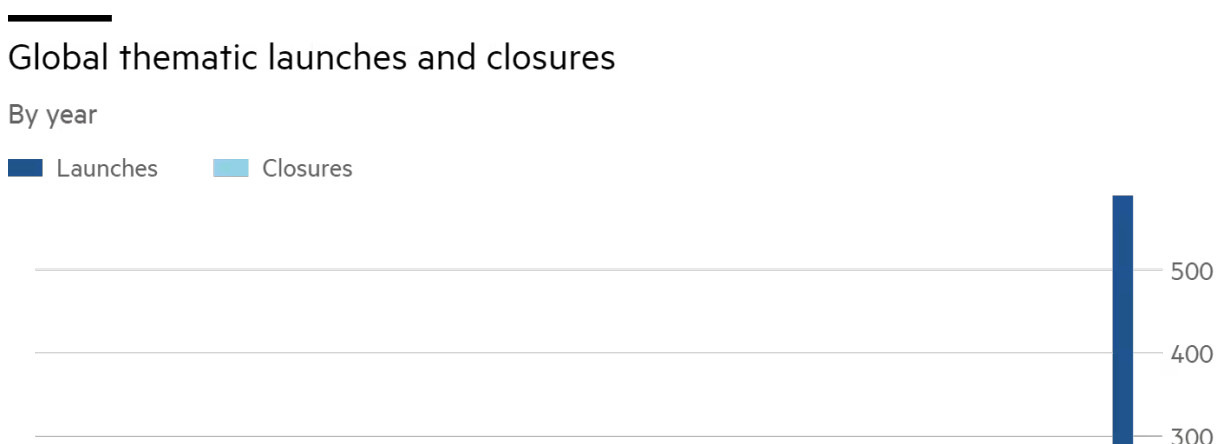 Global thematic launches and closures
By year
Launches Closures
500
400
300